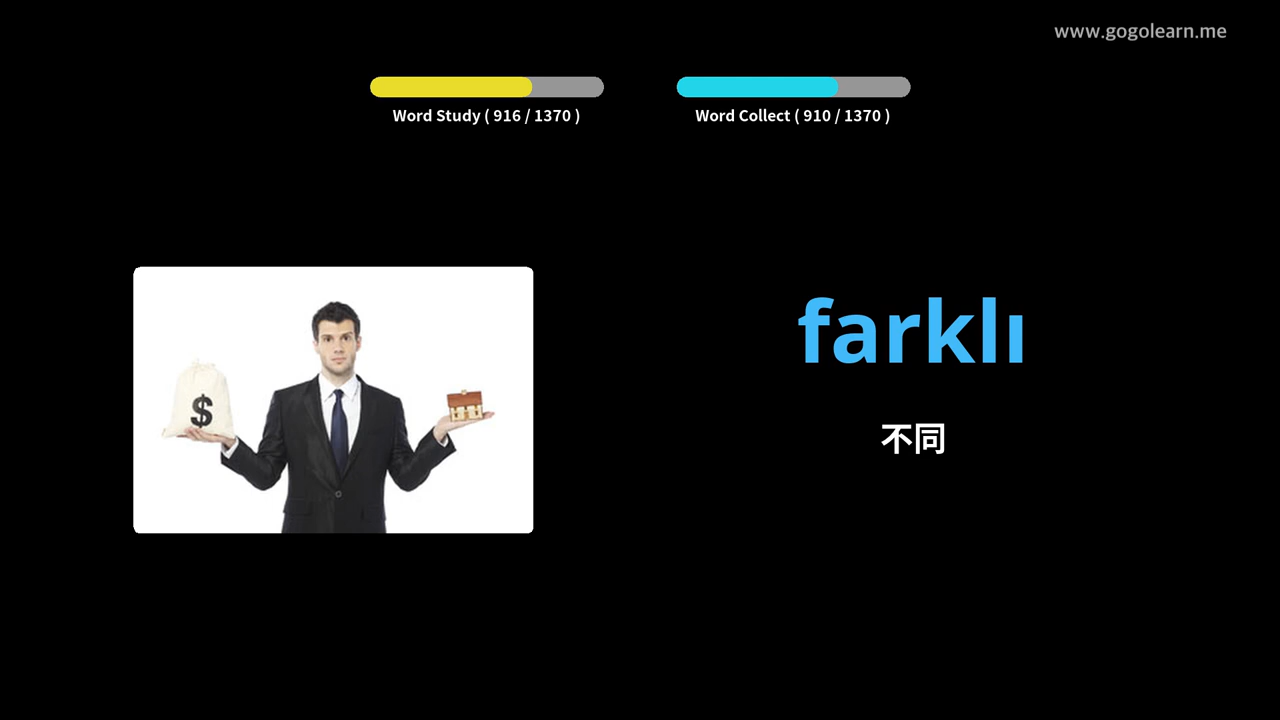 www.gogolearn.me
Word Study ( 916 / 1370 )
Word Collect ( 910 / 1370 )
farklı
不同
$